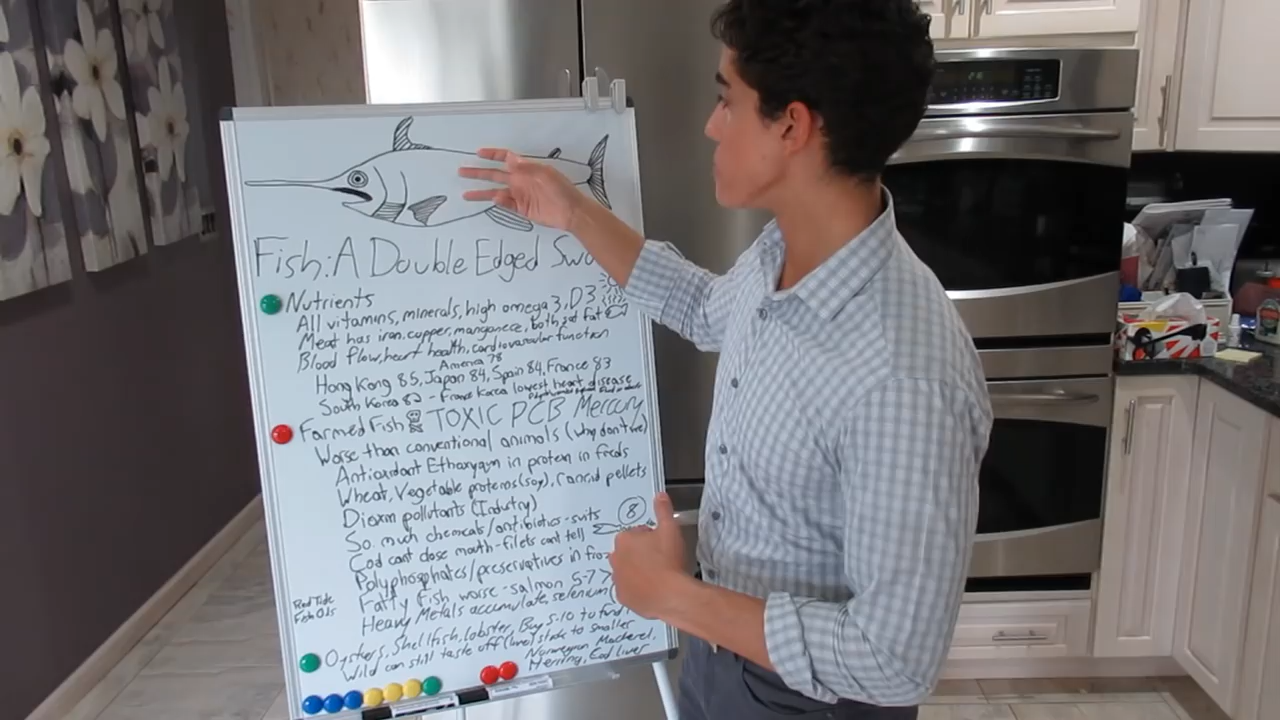 Fish: A Double Edged Swo
Nutrients
All vitamins, minerals, high omega 3, D3
Meat has iron, copper, manganece, both sat fat
Blood flow, heart health, cardiovascular function
America 78
Hong Kong 85, Japan 84, Spain 84, France 83
South Korea 82 - France Korea lowest heart disease
Farmed Fish TOXIC PCB Mercury
Worse than conventional animals (why don't we)
Antioxidant Ethoxyqyn in protein in feeds
Wheat, Vegetable proteins (soy), rancid pellets
Dioxin pollutants (Industry)
So much chemicals/antibiotics - suits
8
Cod cant close mouth - filets cant tell
Polyphosphates/preservatives in froz
Fatty fish worse - salmon 5-7 >
Heavy Metals accumulate, selenium
Red Tide
Fish Oils
Oysters, Shellfish, lobster, Buy 5-10 to find
Wild can still taste off (liver) stick to smaller
Norwegian Mackerel,
Herring, Cod liver